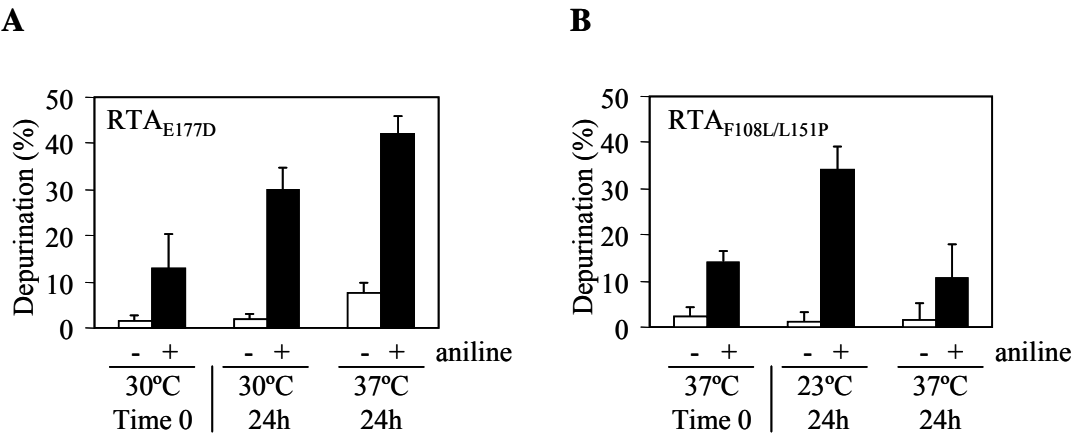 A
Depurination (%)
50
40
30
20
10
0
RTAE177D
- + - + - + aniline
30ºC 30ºC 37ºC
Time 0 24h 24h
B
Depurination (%)
50
40
30
20
10
0
RTAF108L/L151P
- + - + - + aniline
37ºC 23ºC 37ºC
Time 0 24h 24h